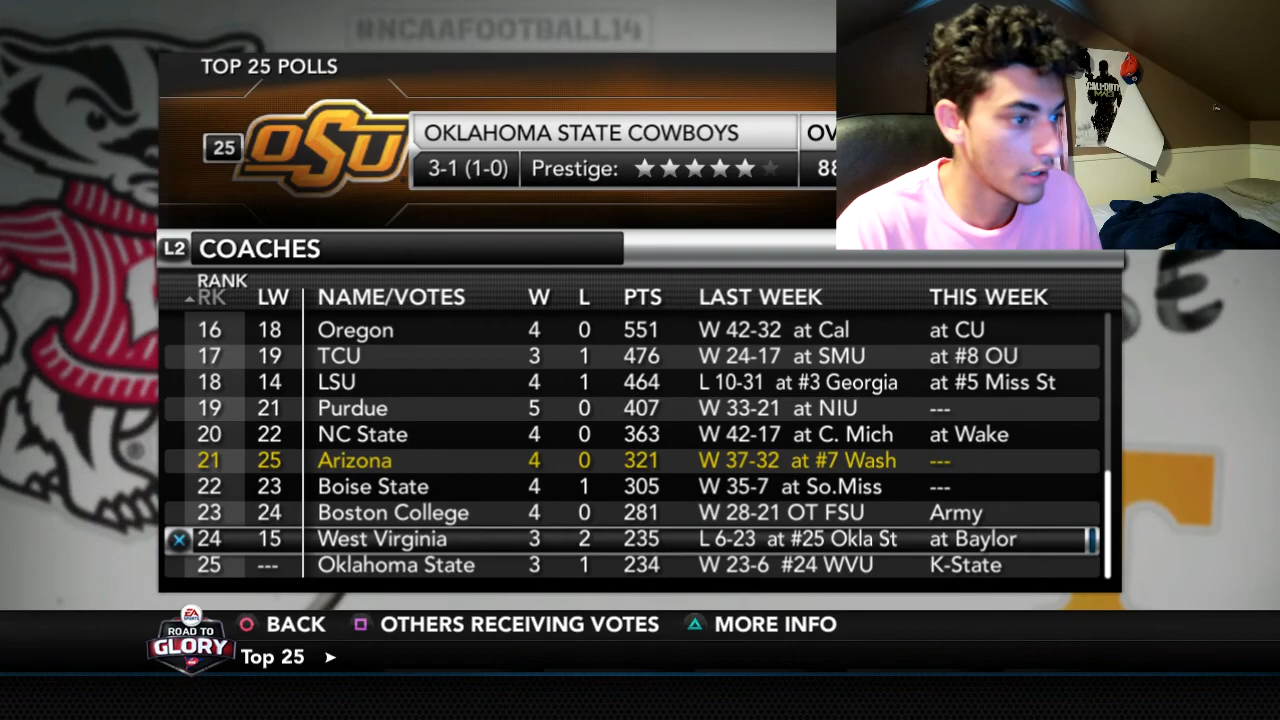 #NCAAFOOTBALL14
TOP 25 POLLS
25 OSU OKLAHOMA STATE COWBOYS OV
3-1 (1-0) Prestige: 88
CALL OF DUTY
MW3
L2 COACHES
RANK
RK LW NAME/VOTES W L PTS LAST WEEK THIS WEEK
16 18 Oregon 4 0 551 W 42-32 at Cal at CU
17 19 TCU 3 1 476 W 24-17 at SMU at #8 OU
18 14 LSU 4 1 464 L 10-31 at #3 Georgia at #5 Miss St
19 21 Purdue 5 0 407 W 33-21 at NIU ---
20 22 NC State 4 0 363 W 42-17 at C. Mich at Wake
21 25 Arizona 4 0 321 W 37-32 at #7 Wash ---
22 23 Boise State 4 1 305 W 35-7 at So.Miss ---
23 24 Boston College 4 0 281 W 28-21 OT FSU Army
24 15 West Virginia 3 2 235 L 6-23 at #25 Okla St at Baylor
25 --- Oklahoma State 3 1 234 W 23-6 #24 WVU K-State
BACK OTHERS RECEIVING VOTES MORE INFO
EA SPORTS
ROAD TO
GLORY
Top 25